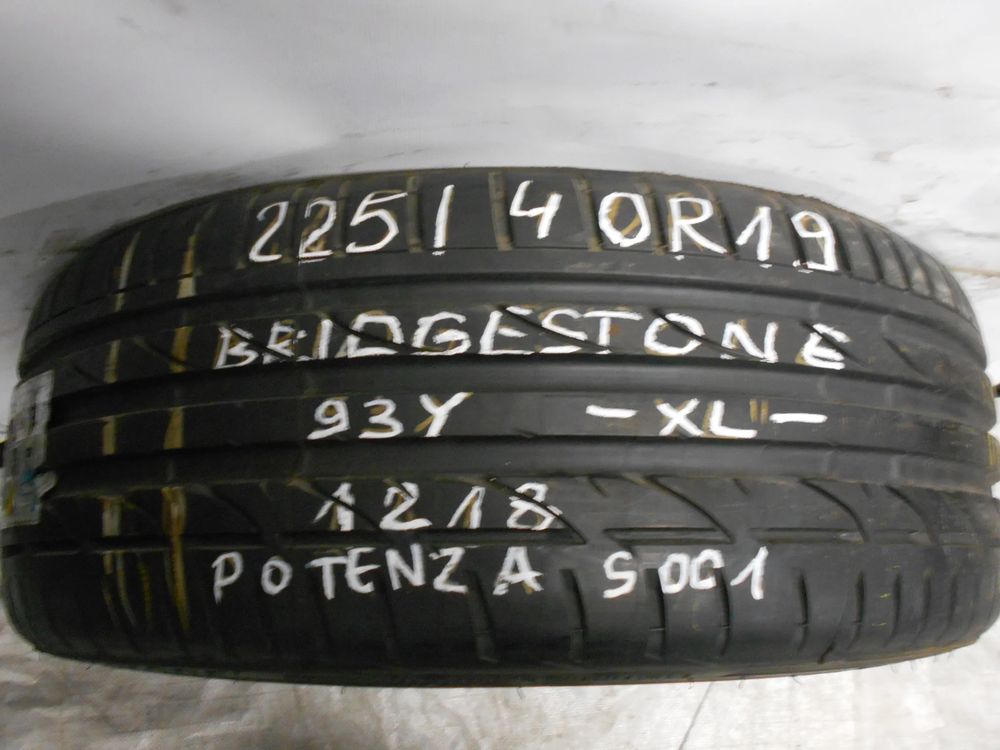 225/40R19
BRIDGESTONE
93Y -XL-
1218
POTENZA S001